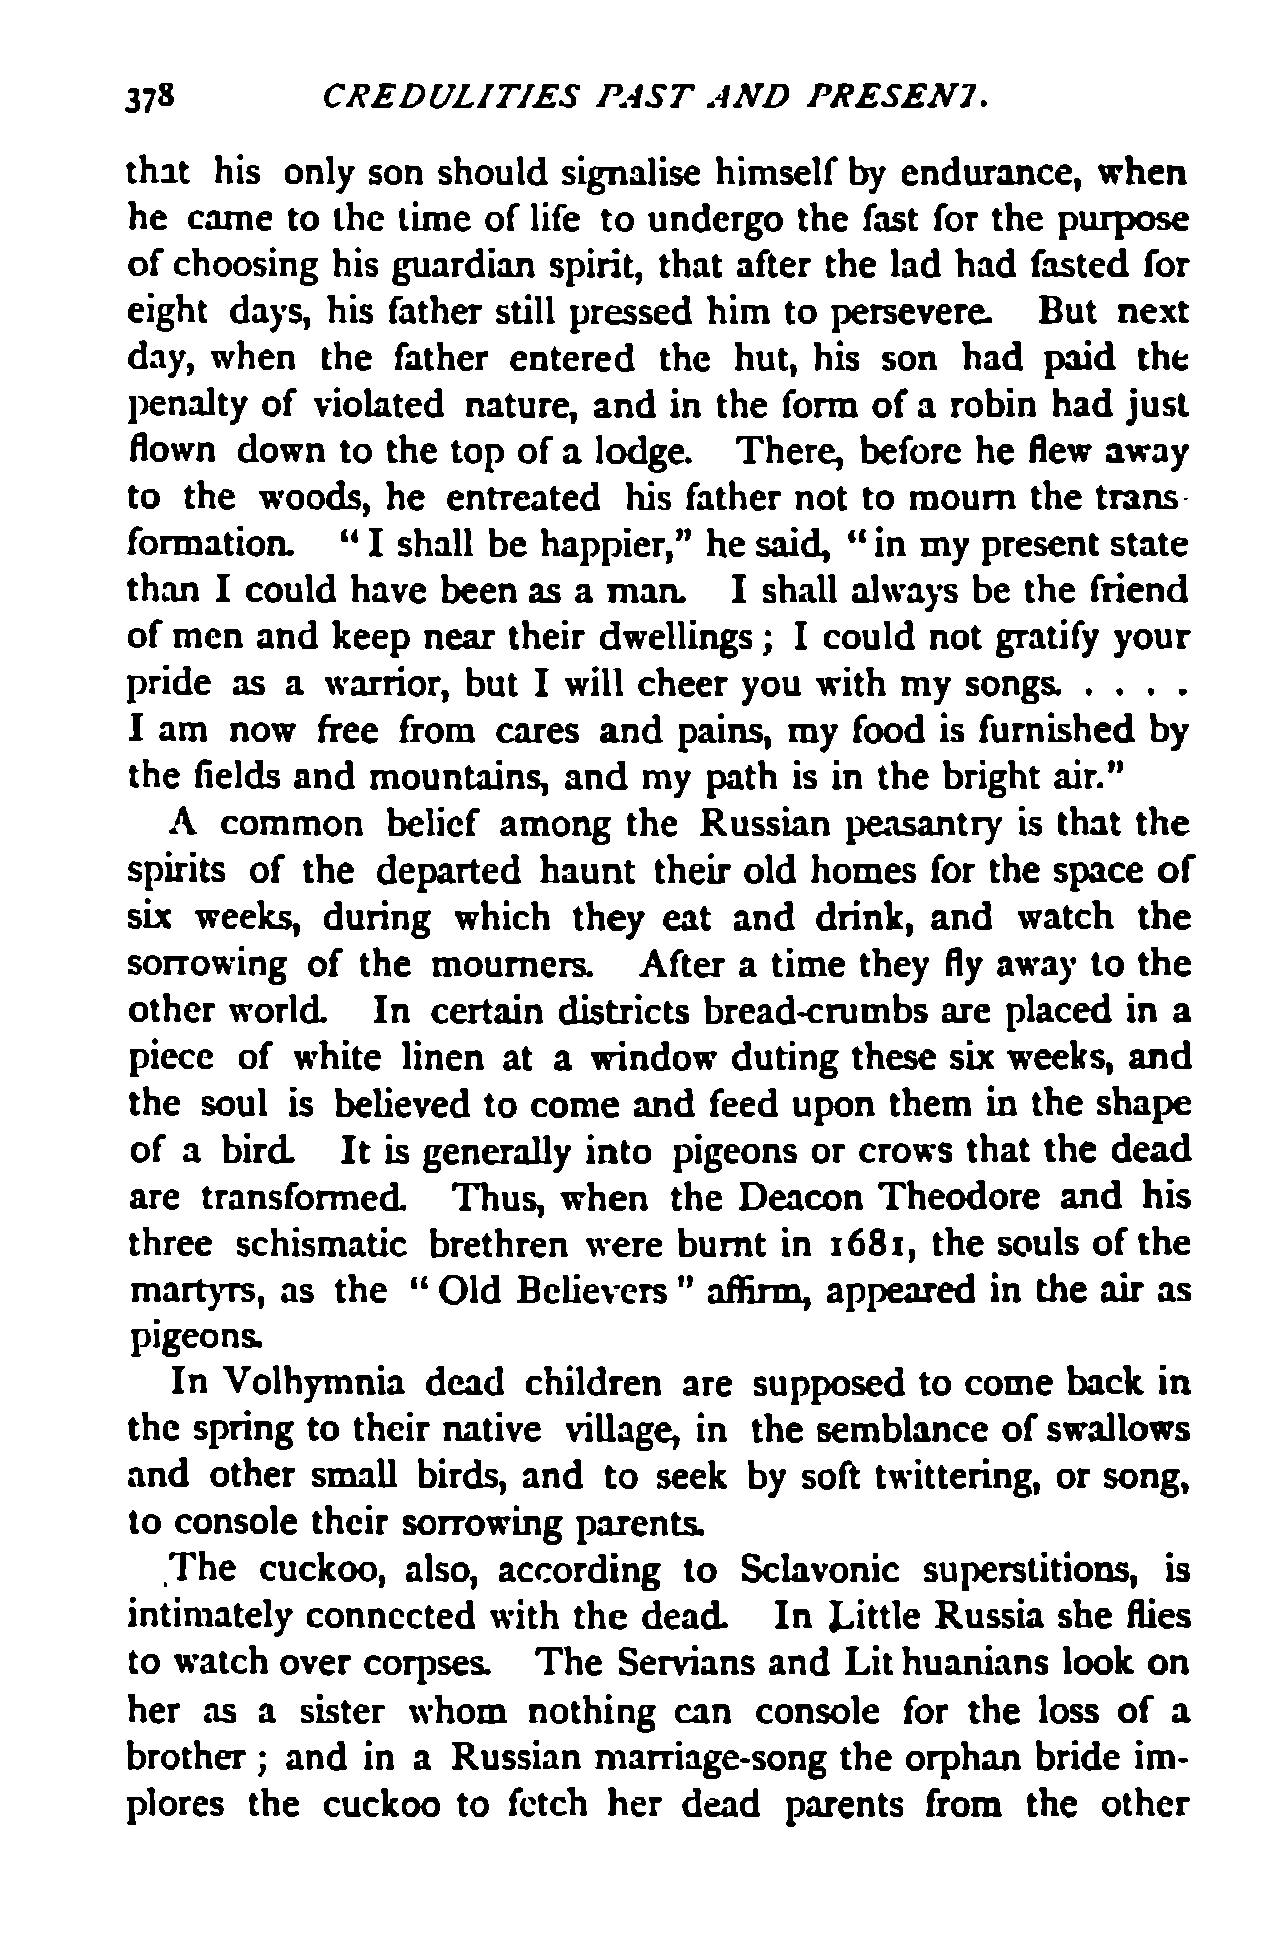 378 CREDULITIES PAST AND PRESENT.
that his only son should signalise himself by endurance, when
he came to the time of life to undergo the fast for the purpose
of choosing his guardian spirit, that after the lad had fasted for
eight days, his father still pressed him to persevere. But next
day, when the father entered the hut, his son had paid the
penalty of violated nature, and in the form of a robin had just
flown down to the top of a lodge. There, before he flew away
to the woods, he entreated his father not to mourn the trans-
formation. “ I shall be happier,” he said, “ in my present state
than I could have been as a man. I shall always be the friend
of men and keep near their dwellings ; I could not gratify your
pride as a warrior, but I will cheer you with my songs. . . . .
I am now free from cares and pains, my food is furnished by
the fields and mountains, and my path is in the bright air.”
A common belief among the Russian peasantry is that the
spirits of the departed haunt their old homes for the space of
six weeks, during which they eat and drink, and watch the
sorrowing of the mourners. After a time they fly away to the
other world. In certain districts bread-crumbs are placed in a
piece of white linen at a window duting these six weeks, and
the soul is believed to come and feed upon them in the shape
of a bird. It is generally into pigeons or crows that the dead
are transformed. Thus, when the Deacon Theodore and his
three schismatic brethren were burnt in 1681, the souls of the
martyrs, as the “ Old Believers ” affirm, appeared in the air as
pigeons.
In Volhymnia dead children are supposed to come back in
the spring to their native village, in the semblance of swallows
and other small birds, and to seek by soft twittering, or song,
to console their sorrowing parents.
The cuckoo, also, according to Sclavonic superstitions, is
intimately connected with the dead. In Little Russia she flies
to watch over corpses. The Servians and Lithuanians look on
her as a sister whom nothing can console for the loss of a
brother ; and in a Russian marriage-song the orphan bride im-
plores the cuckoo to fetch her dead parents from the other